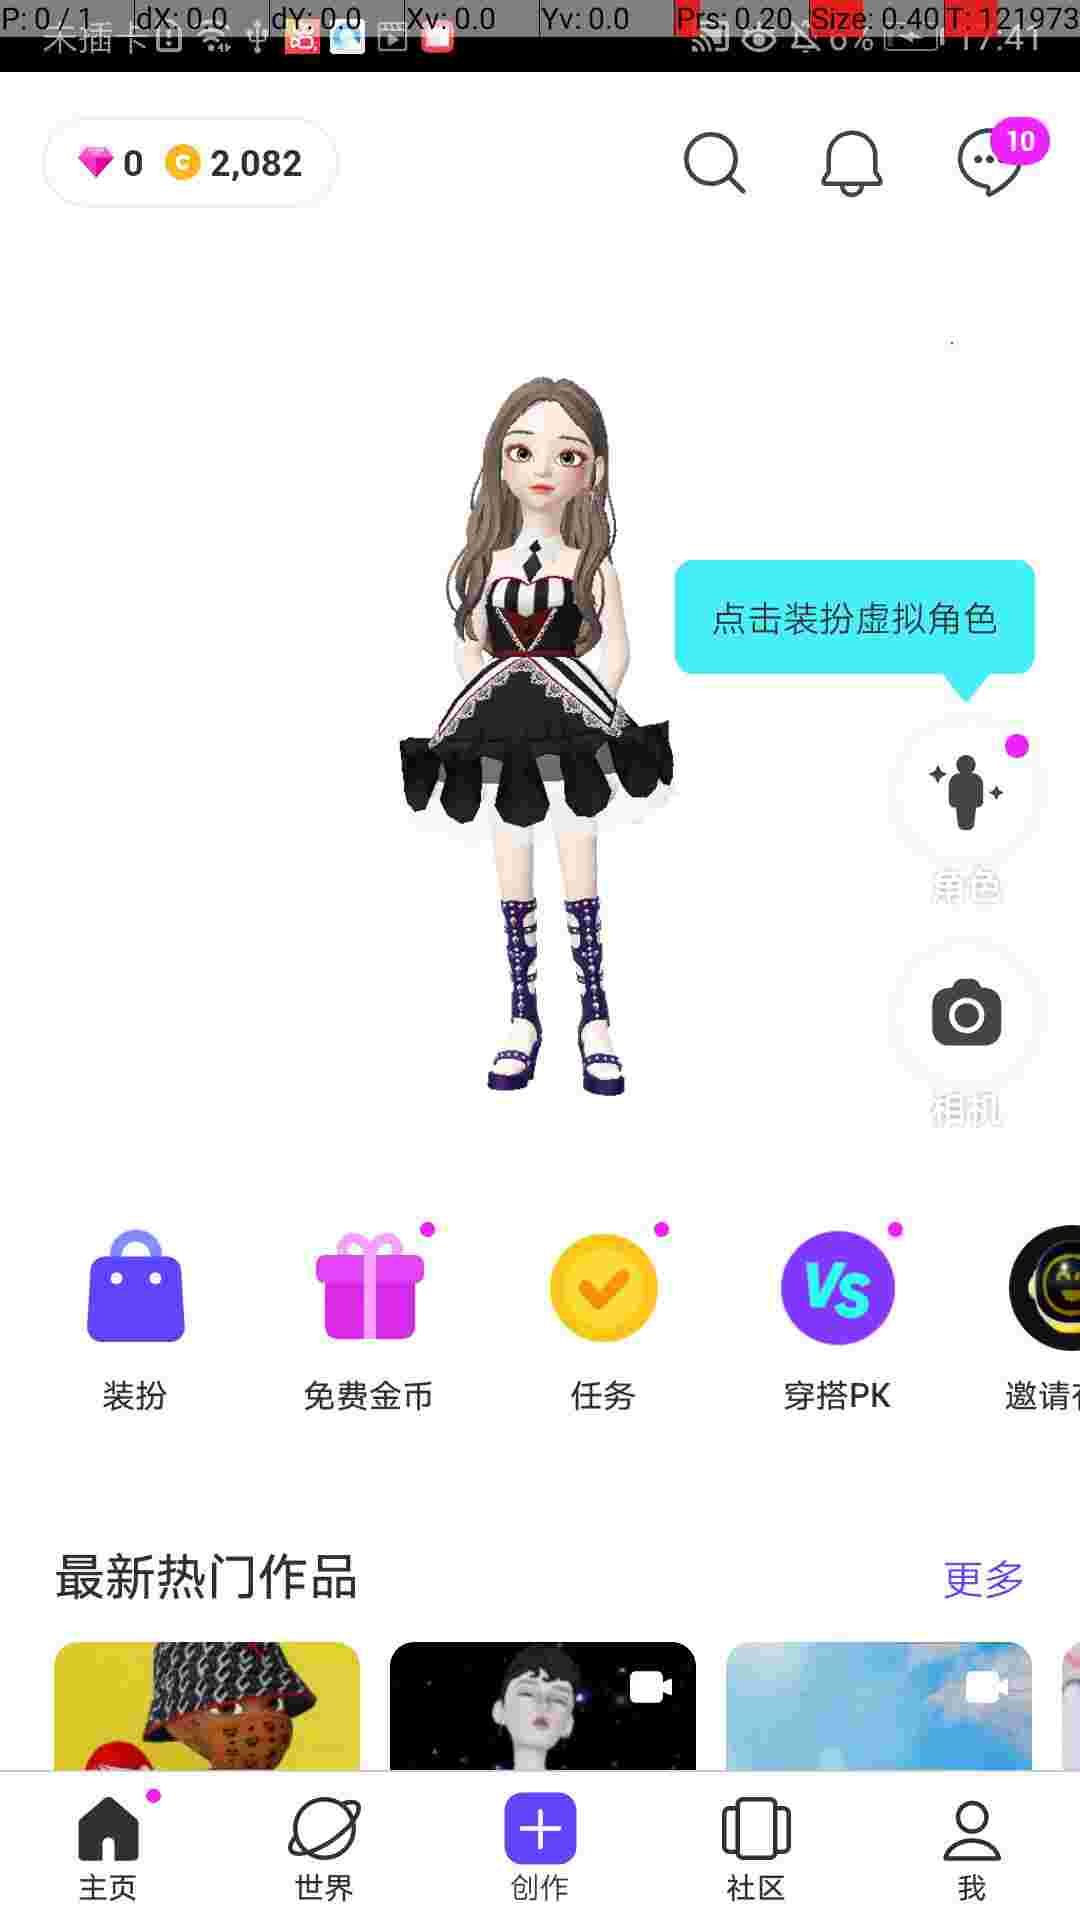 P: 0 / 1 dX: 0.0 dY: 0.0 Xv: 0.0 Yv: 0.0 Prs: 0.20 Size: 0.40 T: 121973
未插卡 6% 17:41
0 2,082
10
点击装扮虚拟角色
角色
相机
VS
装扮 免费金币 任务 穿搭PK 邀请
最新热门作品 更多
主页 世界 创作 社区 我